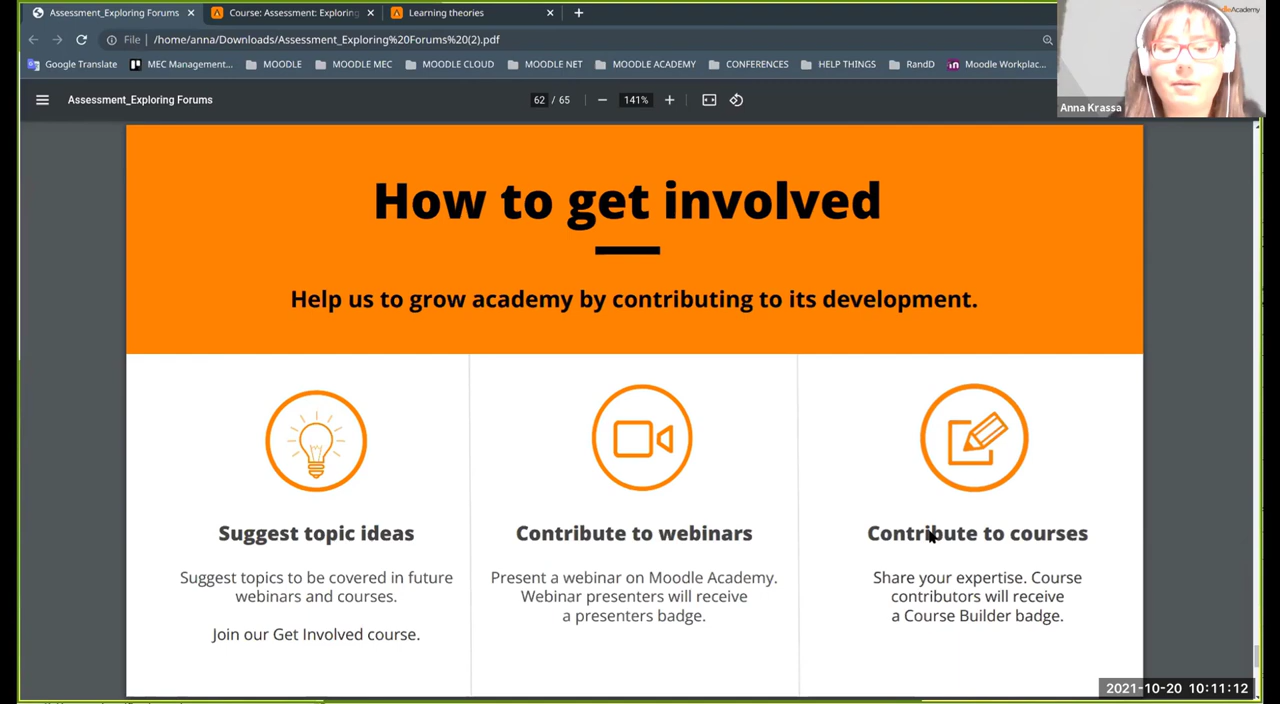 Assessment_Exploring Forums
Course: Assessment: Exploring
Learning theories
File
/home/anna/Downloads/Assessment_Exploring%20Forums%20(2).pdf
Google Translate
MEC Management...
MOODLE
MOODLE MEC
MOODLE CLOUD
MOODLE NET
MOODLE ACADEMY
CONFERENCES
HELP THINGS
RandD
Moodle Workplac...
Assessment_Exploring Forums
62 / 65
141%
Anna Krassa
How to get involved
Help us to grow academy by contributing to its development.
Suggest topic ideas
Suggest topics to be covered in future
webinars and courses.
Join our Get Involved course.
Contribute to webinars
Present a webinar on Moodle Academy.
Webinar presenters will receive
a presenters badge.
Contribute to courses
Share your expertise. Course
contributors will receive
a Course Builder badge.
2021-10-20 10:11:12